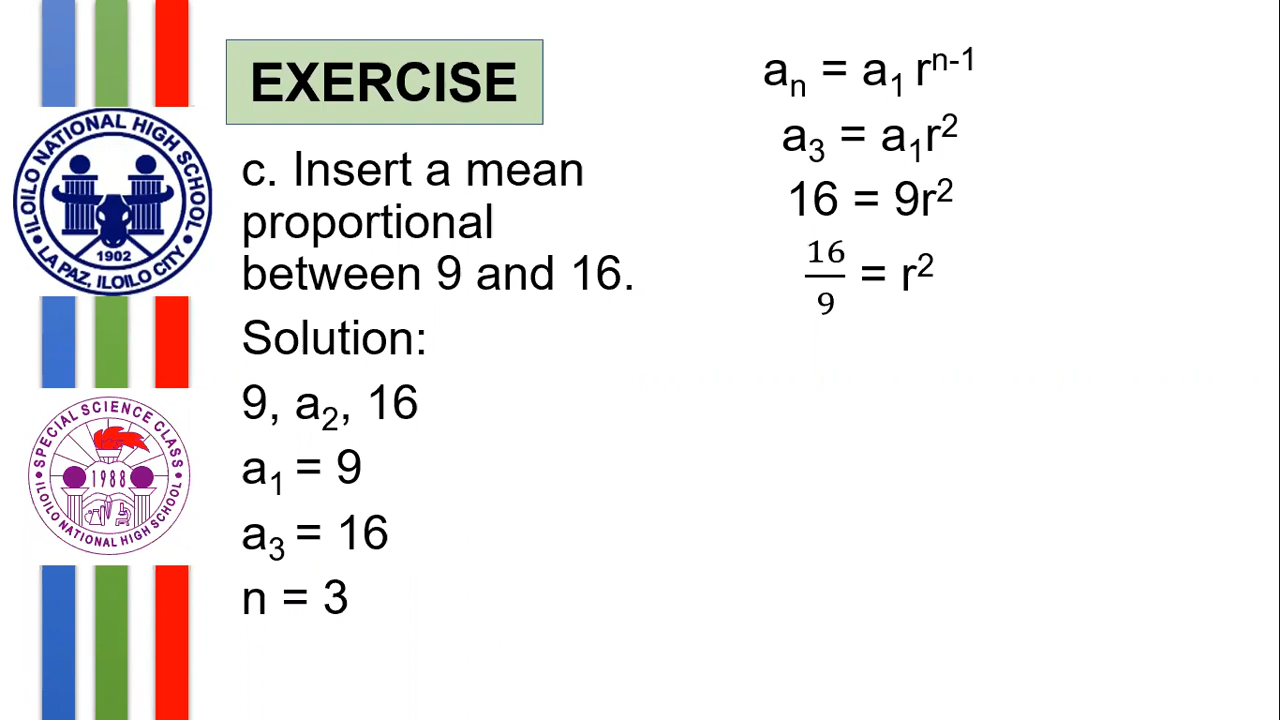 EXERCISE
c. Insert a mean
proportional
between 9 and 16.
Solution:
9, a₂, 16
a₁ = 9
a₃ = 16
n = 3
aₙ = a₁ rⁿ⁻¹
a₃ = a₁r²
16 = 9r²
16/9 = r²
ILOILO NATIONAL HIGH SCHOOL
1902
LA PAZ, ILOILO CITY
SPECIAL SCIENCE CLASS
1988
ILOILO NATIONAL HIGH SCHOOL